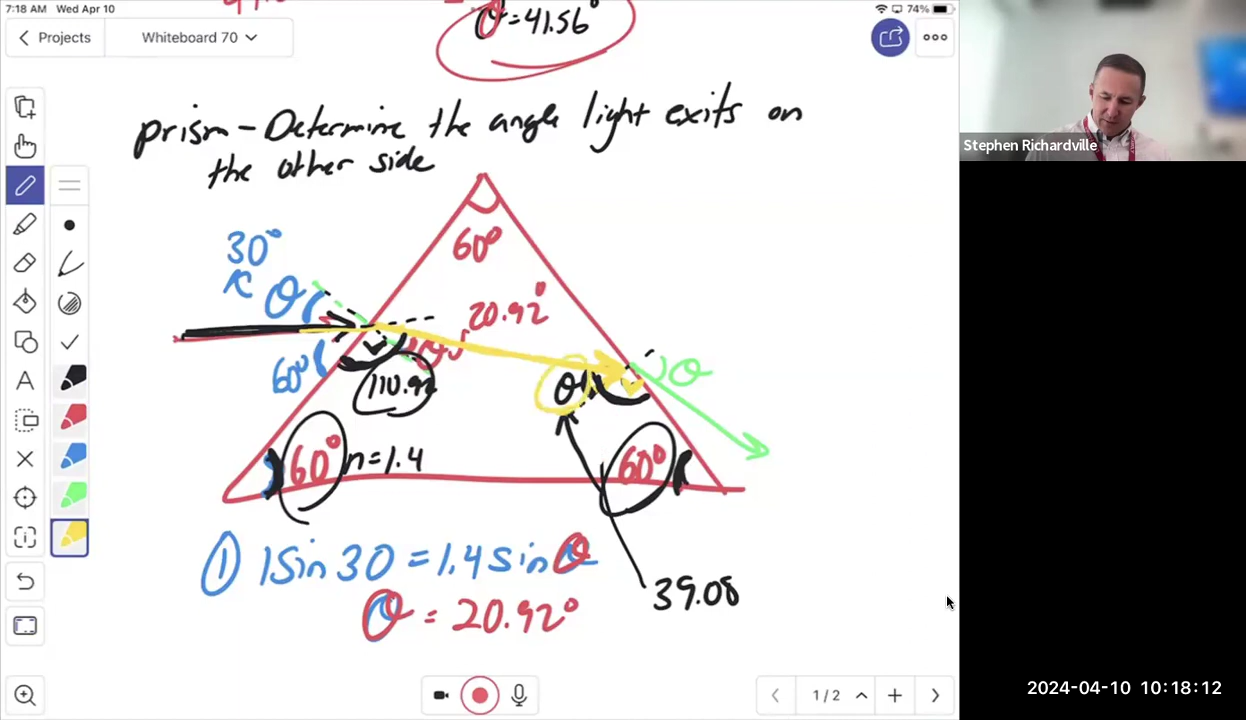 7:18 AM Wed Apr 10
74%
Projects
Whiteboard 70
θ=41.56°
prism - Determine the angle light exits on
the other side
Stephen Richardville
60°
30°
θ
20.92°
60°
110.92
θ
θ
60°
n=1.4
60°
① 1sin 30 = 1.4 sin θ
39.08
θ = 20.92°
1 / 2
2024-04-10 10:18:12